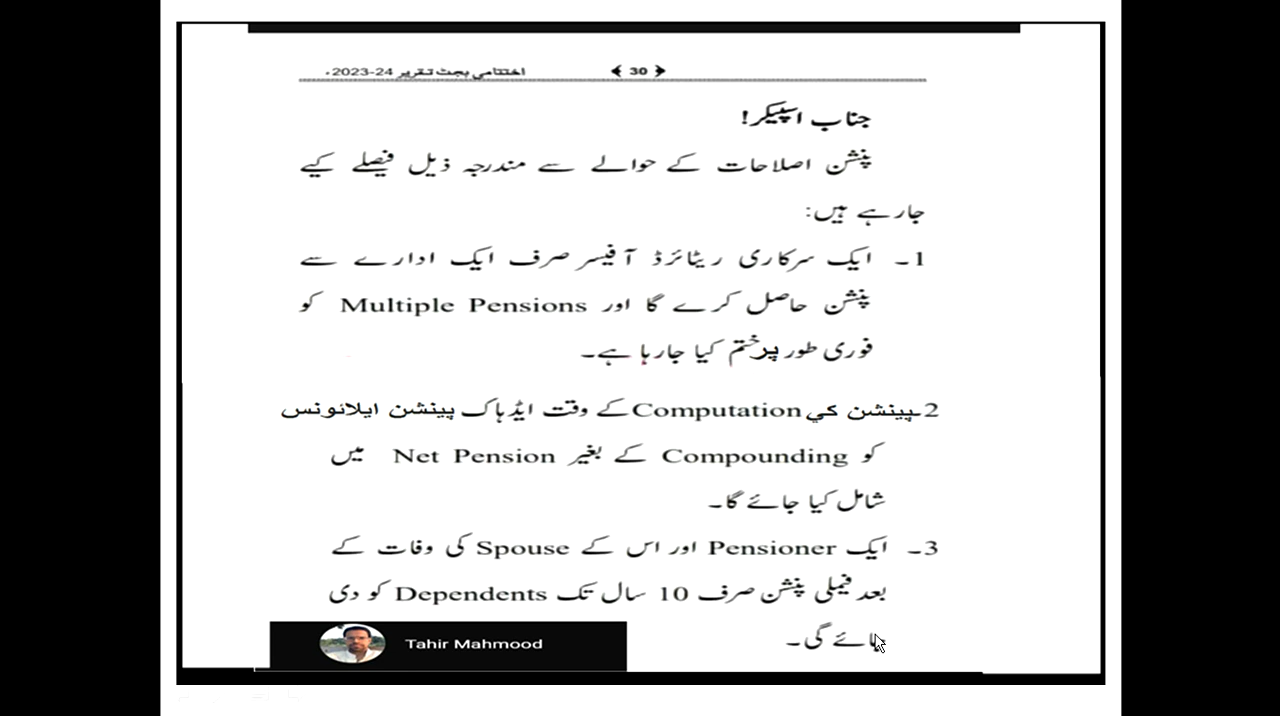 اختتامی بجٹ تقریر 24-2023ء
30
جناب اسپیکر!
پنشن اصلاحات کے حوالے سے مندرجہ ذیل فیصلے کیے
جارہے ہیں:
1۔ ایک سرکاری ریٹائرڈ آفیسر صرف ایک ادارے سے
پنشن حاصل کرے گا اور Multiple Pensions کو
فوری طور پر ختم کیا جارہا ہے۔
2۔پینشن کي Computation کے وقت ایڈہاک پینشن ایلائونس
کو Compounding کے بغیر Net Pension میں
شامل کیا جائے گا۔
3۔ ایک Pensioner اور اس کے Spouse کی وفات کے
بعد فیملی پنشن صرف 10 سال تک Dependents کو دی
جائے گی۔
Tahir Mahmood